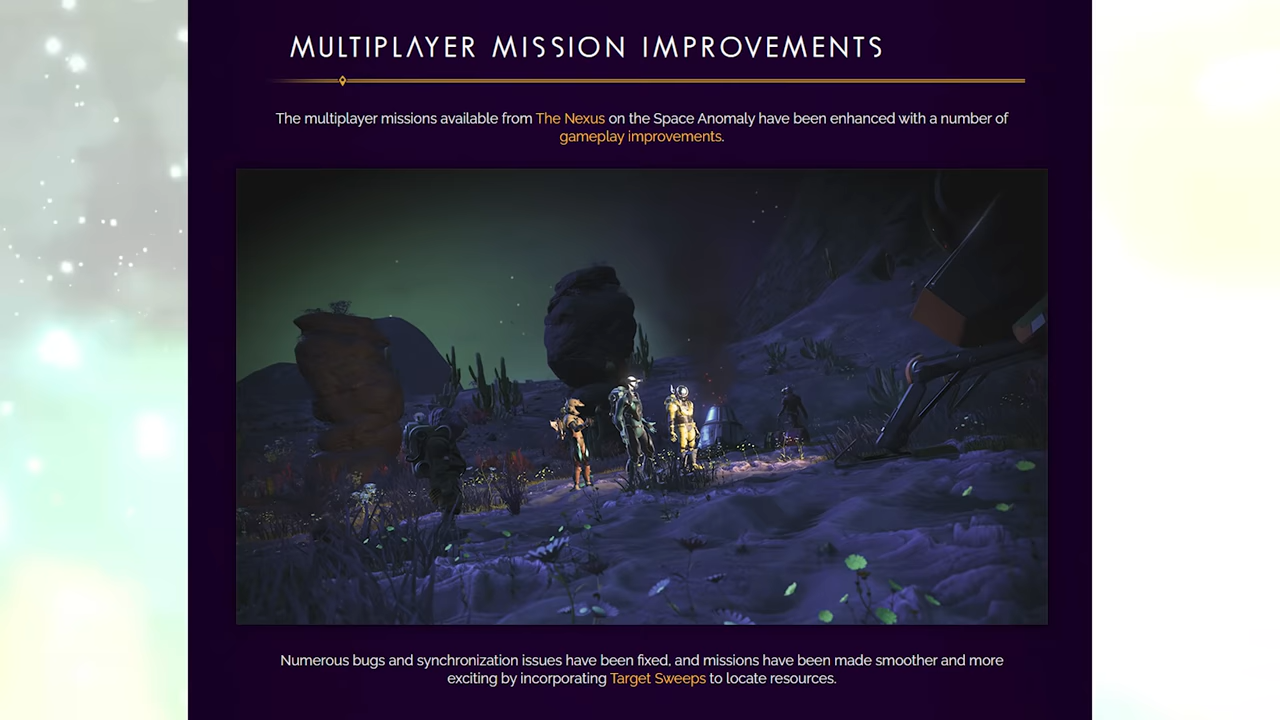 MULTIPLAYER MISSION IMPROVEMENTS
The multiplayer missions available from The Nexus on the Space Anomaly have been enhanced with a number of
gameplay improvements.
Numerous bugs and synchronization issues have been fixed, and missions have been made smoother and more
exciting by incorporating Target Sweeps to locate resources.